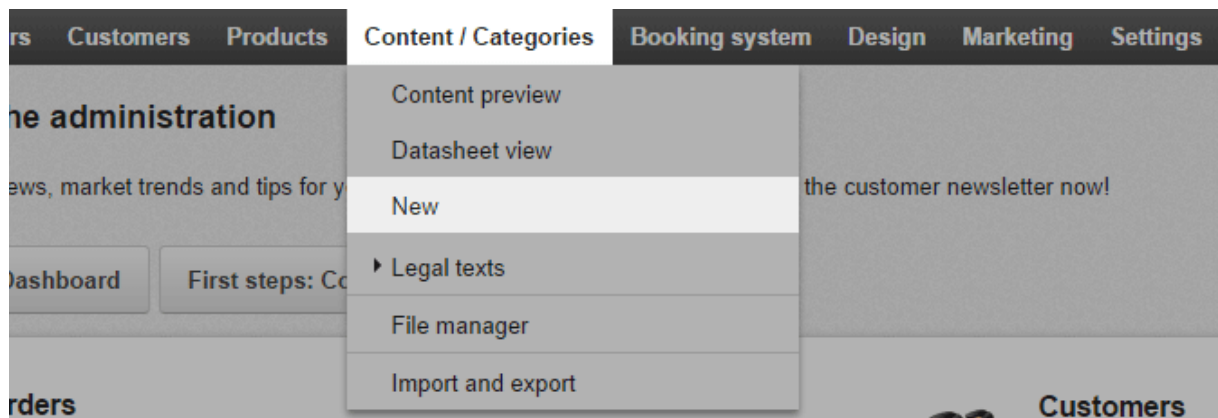 rs Customers Products Content / Categories Booking system Design Marketing Settings
Content preview
ne administration
Datasheet view
ews, market trends and tips for y the customer newsletter now!
New
Legal texts
Dashboard First steps: Co
File manager
Import and export
rders Customers